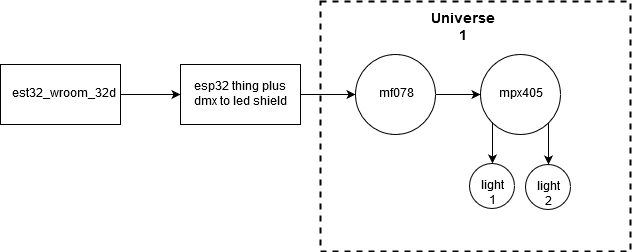 Universe
1
est32_wroom_32d
esp32 thing plus
dmx to led shield
mf078
mpx405
light
1
light
2